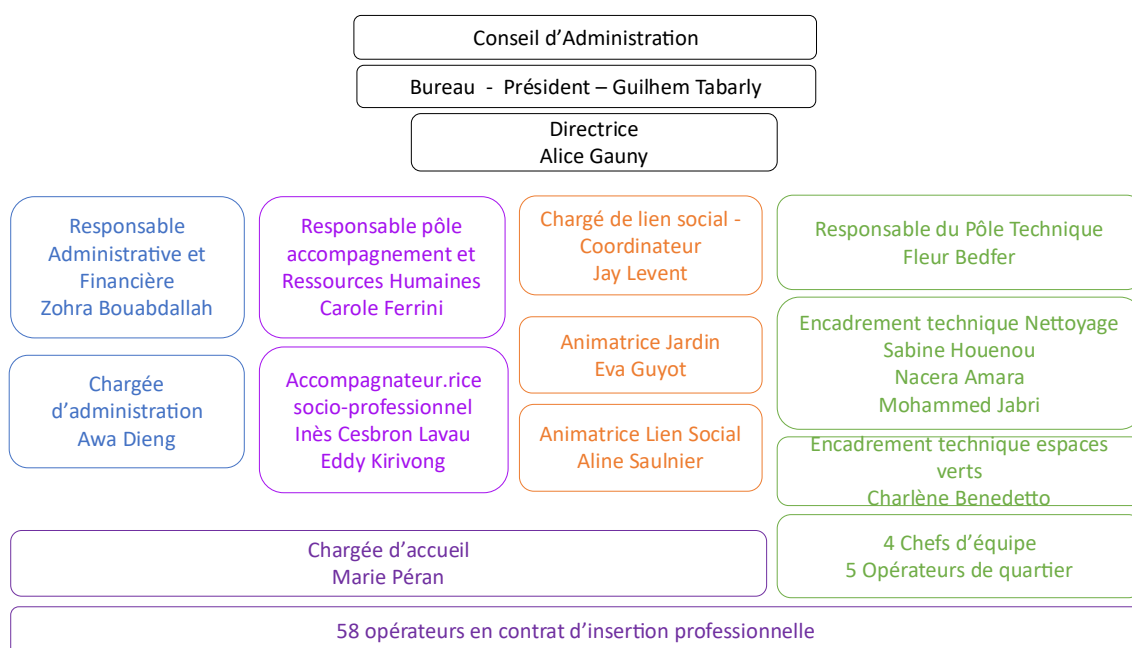 Conseil d’Administration
Bureau - Président – Guilhem Tabarly
Directrice
Alice Gauny
Responsable
Administrative et
Financière
Zohra Bouabdallah
Chargée
d’administration
Awa Dieng
Responsable pôle
accompagnement et
Ressources Humaines
Carole Ferrini
Accompagnateur.rice
socio-professionnel
Inès Cesbron Lavau
Eddy Kirivong
Chargé de lien social -
Coordinateur
Jay Levent
Animatrice Jardin
Eva Guyot
Animatrice Lien Social
Aline Saulnier
Responsable du Pôle Technique
Fleur Bedfer
Encadrement technique Nettoyage
Sabine Houenou
Nacera Amara
Mohammed Jabri
Encadrement technique espaces
verts
Charlène Benedetto
4 Chefs d’équipe
5 Opérateurs de quartier
Chargée d’accueil
Marie Péran
58 opérateurs en contrat d’insertion professionnelle